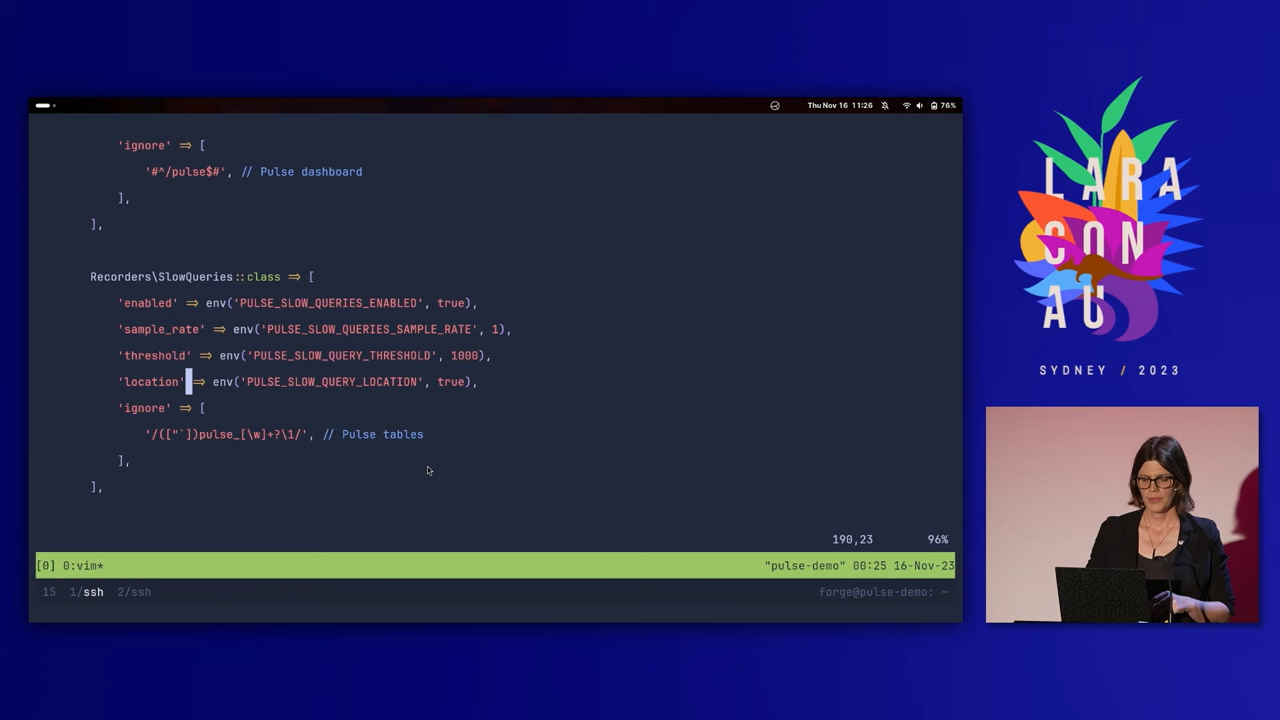 Thu Nov 16 11:26 76%
'ignore' => [
'#^/pulse$#', // Pulse dashboard
],
],
Recorders\SlowQueries::class => [
'enabled' => env('PULSE_SLOW_QUERIES_ENABLED', true),
'sample_rate' => env('PULSE_SLOW_QUERIES_SAMPLE_RATE', 1),
'threshold' => env('PULSE_SLOW_QUERY_THRESHOLD', 1000),
'location' => env('PULSE_SLOW_QUERY_LOCATION', true),
'ignore' => [
'/(["`])pulse_[\w]+?\1/', // Pulse tables
],
],
190,23 96%
[0] 0:vim* "pulse-demo" 00:25 16-Nov-23
15 1/ssh 2/ssh forge@pulse-demo: ~
LARA
CON
AU
SYDNEY / 2023